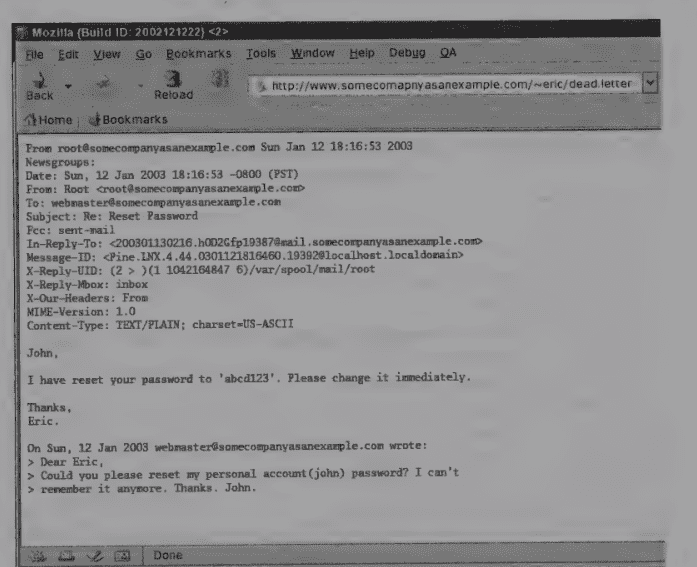 Mozilla {Build ID: 2002121222} <2>
File Edit View Go Bookmarks Tools Window Help Debug QA
Back Reload http://www.somecomapnyasanexample.com/~eric/dead.letter
Home Bookmarks
From root@somecompanyasanexample.com Sun Jan 12 18:16:53 2003
Newsgroups:
Date: Sun, 12 Jan 2003 18:16:53 -0800 (PST)
From: Root <root@somecompanyasanexample.com>
To: webmaster@somecompanyasanexample.com
Subject: Re: Reset Password
Fcc: sent-mail
In-Reply-To: <200301130216.h0D2Gfp19387@mail.somecompanyasanexample.com>
Message-ID: <Pine.LNX.4.44.0301121816460.19392@localhost.localdomain>
X-Reply-UID: (2 > )(1 1042164847 6)/var/spool/mail/root
X-Reply-Mbox: inbox
X-Our-Headers: From
MIME-Version: 1.0
Content-Type: TEXT/PLAIN; charset=US-ASCII
John,
I have reset your password to 'abcd123'. Please change it immediately.
Thanks,
Eric.
On Sun, 12 Jan 2003 webmaster@somecompanyasanexample.com wrote:
> Dear Eric,
> Could you please reset my personal account(john) password? I can't
> remember it anymore. Thanks. John.
Done